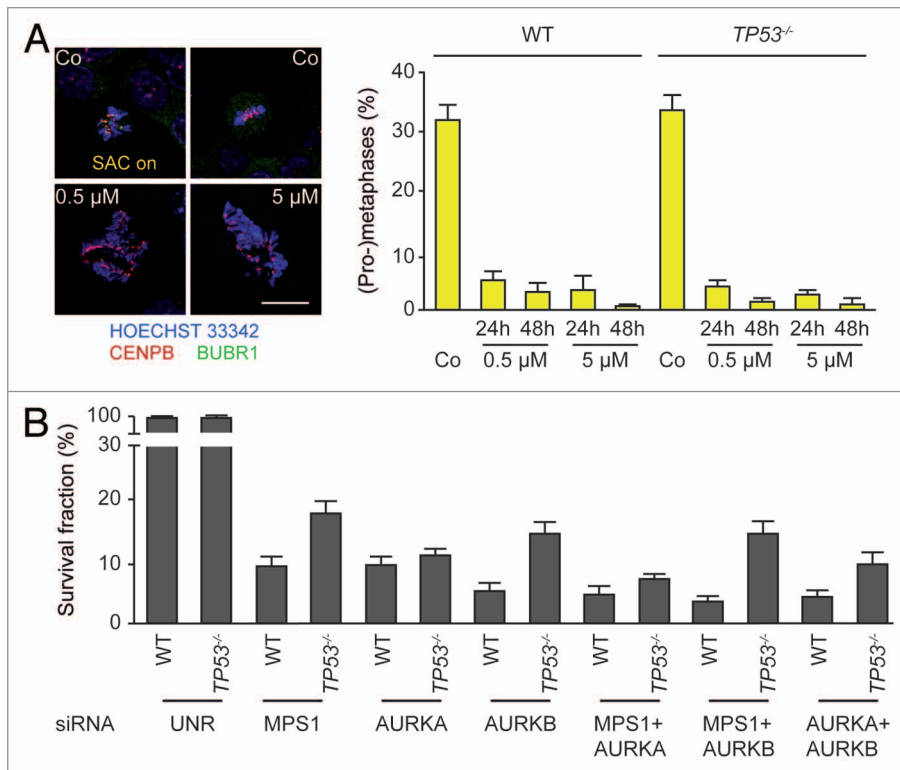 A
Co
Co
SAC on
0.5 μM
5 μM
HOECHST 33342
CENPB BUBR1
WT
TP53-/-
(Pro-)metaphases (%)
40
30
20
10
0
24h 48h 24h 48h 24h 48h 24h 48h
Co 0.5 μM 5 μM Co 0.5 μM 5 μM
B
Survival fraction (%)
100
30
20
10
0
WT TP53-/- WT TP53-/- WT TP53-/- WT TP53-/- WT TP53-/- WT TP53-/- WT TP53-/-
siRNA UNR MPS1 AURKA AURKB MPS1+ MPS1+ AURKA+
AURKA AURKB AURKB